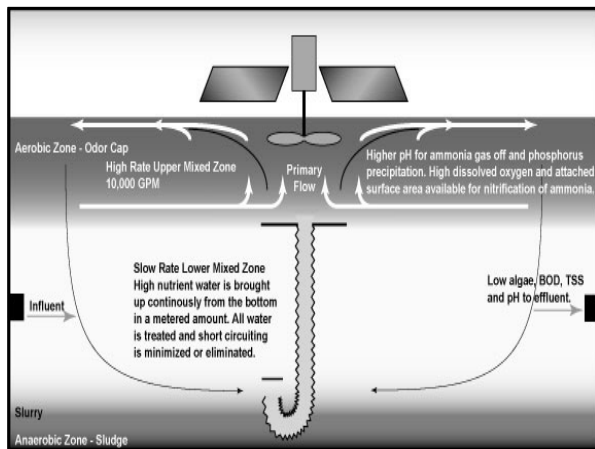 Aerobic Zone - Odor Cap
High Rate Upper Mixed Zone
10,000 GPM
Primary
Flow
Higher pH for ammonia gas off and phosphorus
precipitation. High dissolved oxygen and attached
surface area available for nitrification of ammonia.
Slow Rate Lower Mixed Zone
High nutrient water is brought
up continously from the bottom
in a metered amount. All water
is treated and short circuiting
is minimized or eliminated.
Influent
Low algae, BOD, TSS
and pH to effluent.
Slurry
Anaerobic Zone - Sludge